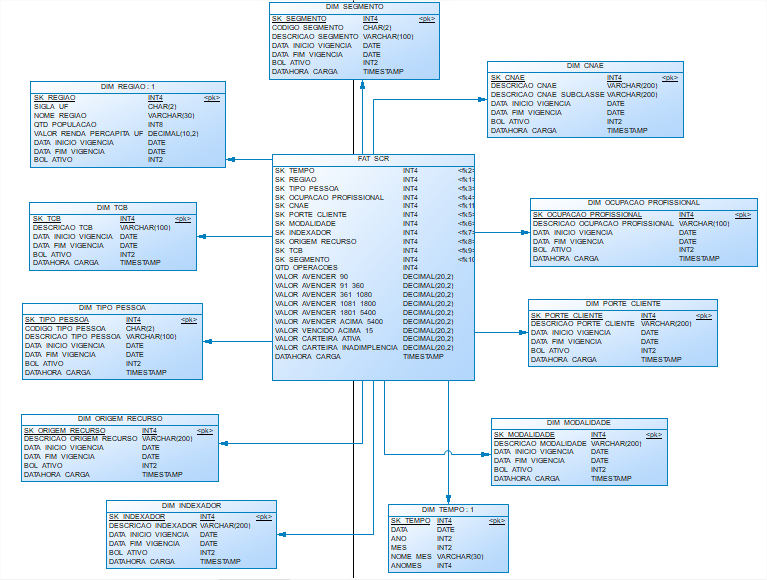 DIM SEGMENTO
SK SEGMENTO INT4 <pk>
CODIGO SEGMENTO CHAR(2)
DESCRICAO SEGMENTO VARCHAR(100)
DATA INICIO VIGENCIA DATE
DATA FIM VIGENCIA DATE
BOL ATIVO INT2
DATAHORA CARGA TIMESTAMP
DIM CNAE
SK CNAE INT4 <pk>
DESCRICAO CNAE VARCHAR(200)
DESCRICAO CNAE SUBCLASSE VARCHAR(200)
DATA INICIO VIGENCIA DATE
DATA FIM VIGENCIA DATE
BOL ATIVO INT2
DATAHORA CARGA TIMESTAMP
DIM REGIAO : 1
SK REGIAO INT4 <pk>
SIGLA UF CHAR(2)
NOME REGIAO VARCHAR(30)
QTD POPULACAO INT8
VALOR RENDA PERCAPITA UF DECIMAL(10,2)
DATA INICIO VIGENCIA DATE
DATA FIM VIGENCIA DATE
BOL ATIVO INT2
FAT SCR
SK TEMPO INT4 <fk2>
SK REGIAO INT4 <fk1>
SK TIPO PESSOA INT4 <fk3>
SK OCUPACAO PROFISSIONAL INT4 <fk4>
SK CNAE INT4 <fk11
SK PORTE CLIENTE INT4 <fk5>
SK MODALIDADE INT4 <fk6>
SK INDEXADOR INT4 <fk7>
SK ORIGEM RECURSO INT4 <fk8>
SK TCB INT4 <fk9>
SK SEGMENTO INT4 <fk10
QTD OPERACOES INT4
VALOR AVENCER 90 DECIMAL(20,2)
VALOR AVENCER 91 360 DECIMAL(20,2)
VALOR AVENCER 361 1080 DECIMAL(20,2)
VALOR AVENCER 1081 1800 DECIMAL(20,2)
VALOR AVENCER 1801 5400 DECIMAL(20,2)
VALOR AVENCER ACIMA 5400 DECIMAL(20,2)
VALOR VENCIDO ACIMA 15 DECIMAL(20,2)
VALOR CARTEIRA ATIVA DECIMAL(20,2)
VALOR CARTEIRA INADIMPLENCIA DECIMAL(20,2)
DATAHORA CARGA TIMESTAMP
DIM TCB
SK TCB INT4 <pk>
DESCRICAO TCB VARCHAR(100)
DATA INICIO VIGENCIA DATE
DATA FIM VIGENCIA DATE
BOL ATIVO INT2
DATAHORA CARGA TIMESTAMP
DIM OCUPACAO PROFISSIONAL
SK OCUPACAO PROFISSIONAL INT4 <pk>
DESCRICAO OCUPACAO PROFISSIONAL VARCHAR(100)
DATA INICIO VIGENCIA DATE
DATA FIM VIGENCIA DATE
BOL ATIVO INT2
DATAHORA CARGA TIMESTAMP
DIM TIPO PESSOA
SK TIPO PESSOA INT4 <pk>
CODIGO TIPO PESSOA CHAR(2)
DESCRICAO TIPO PESSOA VARCHAR(100)
DATA INICIO VIGENCIA DATE
DATA FIM VIGENCIA DATE
BOL ATIVO INT2
DATAHORA CARGA TIMESTAMP
DIM PORTE CLIENTE
SK PORTE CLIENTE INT4 <pk>
DESCRICAO PORTE CLIENTE VARCHAR(200)
DATA INICIO VIGENCIA DATE
DATA FIM VIGENCIA DATE
BOL ATIVO INT2
DATAHORA CARGA TIMESTAMP
DIM ORIGEM RECURSO
SK ORIGEM RECURSO INT4 <pk>
DESCRICAO ORIGEM RECURSO VARCHAR(200)
DATA INICIO VIGENCIA DATE
DATA FIM VIGENCIA DATE
BOL ATIVO INT2
DATAHORA CARGA TIMESTAMP
DIM MODALIDADE
SK MODALIDADE INT4 <pk>
DESCRICAO MODALIDADE VARCHAR(200)
DATA INICIO VIGENCIA DATE
DATA FIM VIGENCIA DATE
BOL ATIVO INT2
DATAHORA CARGA TIMESTAMP
DIM INDEXADOR
SK INDEXADOR INT4 <pk>
DESCRICAO INDEXADOR VARCHAR(200)
DATA INICIO VIGENCIA DATE
DATA FIM VIGENCIA DATE
BOL ATIVO INT2
DATAHORA CARGA TIMESTAMP
DIM TEMPO : 1
SK TEMPO INT4 <pk>
DATA DATE
ANO INT2
MES INT2
NOME MES VARCHAR(30)
ANOMES INT4